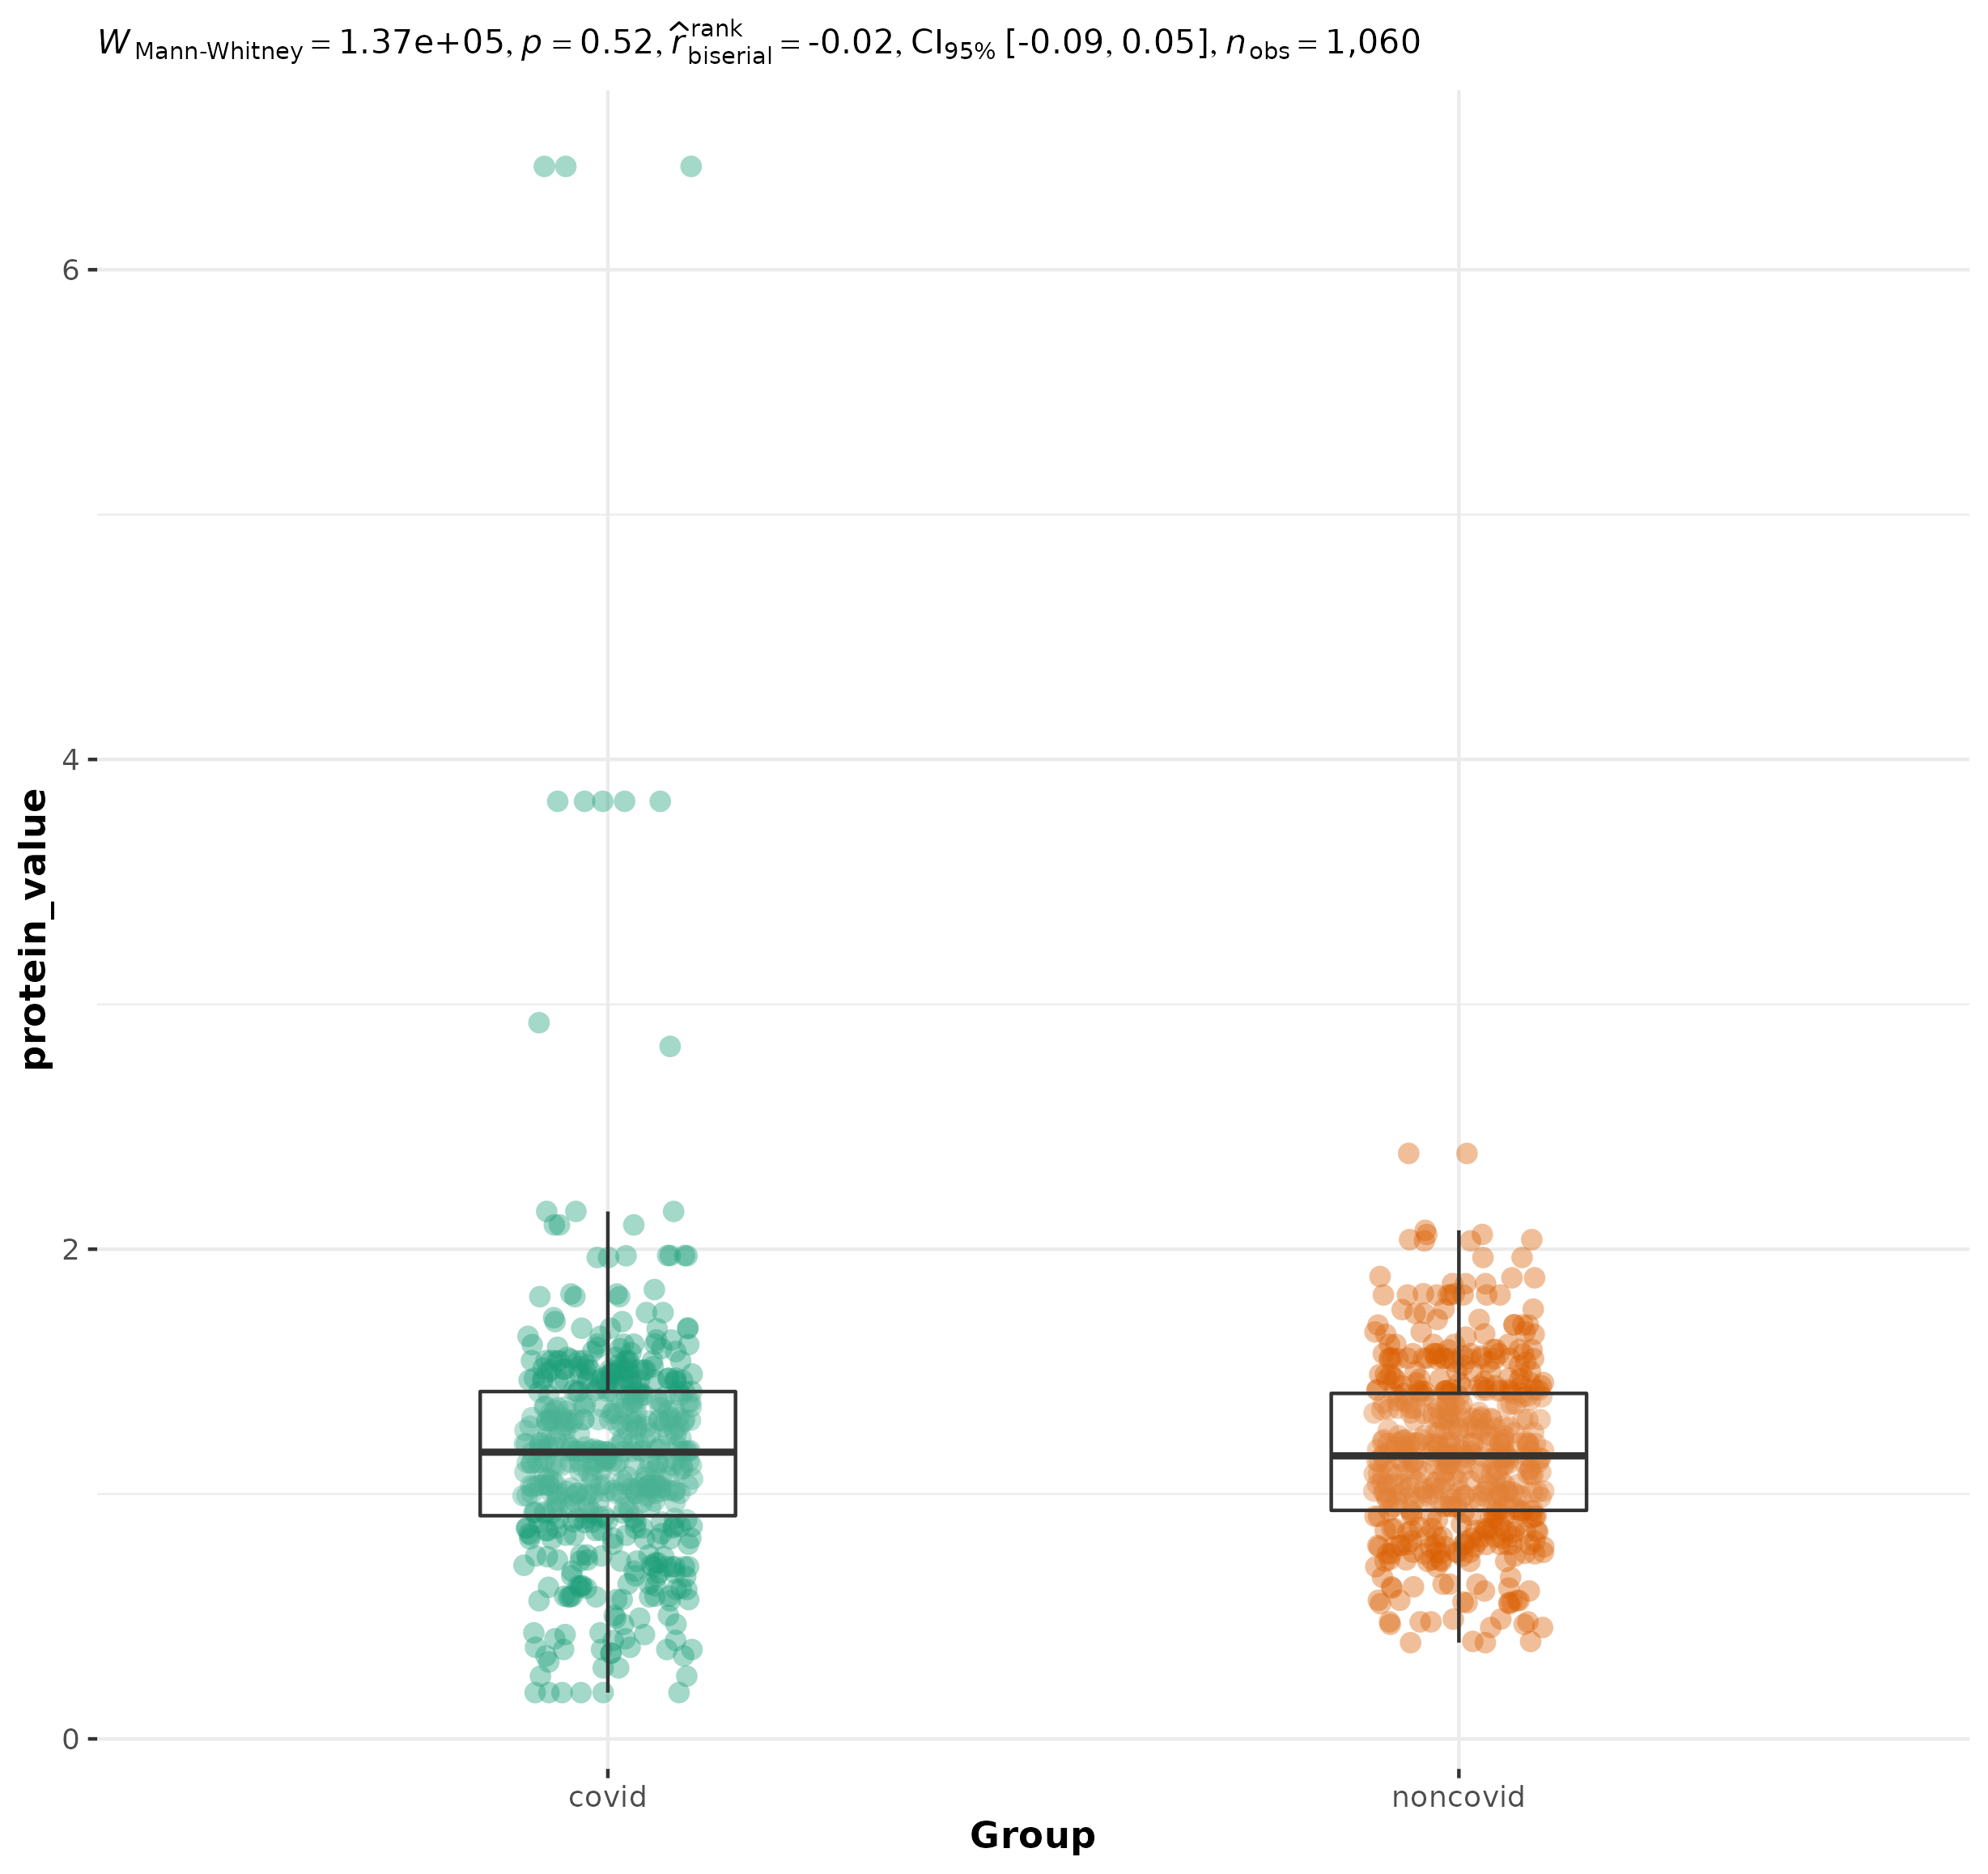 W Mann-Whitney = 1.37e+05, p = 0.52, r̂ rank biserial = -0.02, CI95% [-0.09, 0.05], nobs = 1,060
6
4
2
0
protein_value
covid noncovid
Group